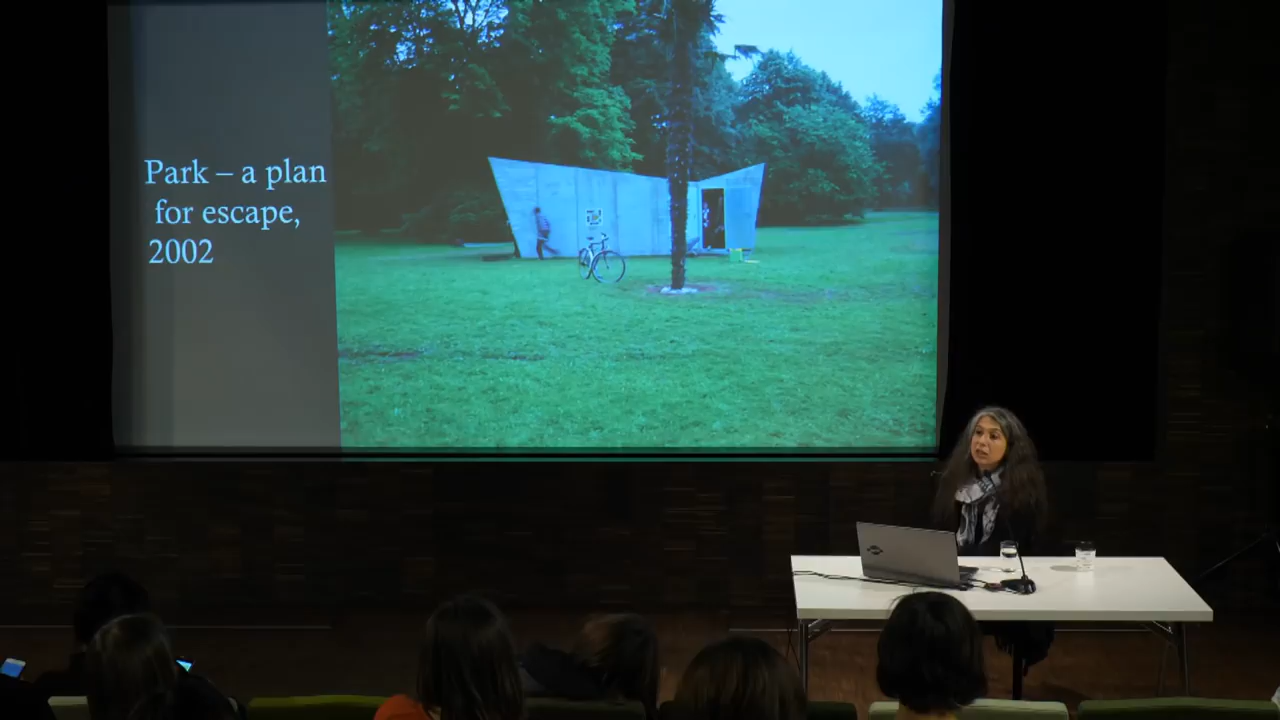 Park – a plan
for escape,
2002